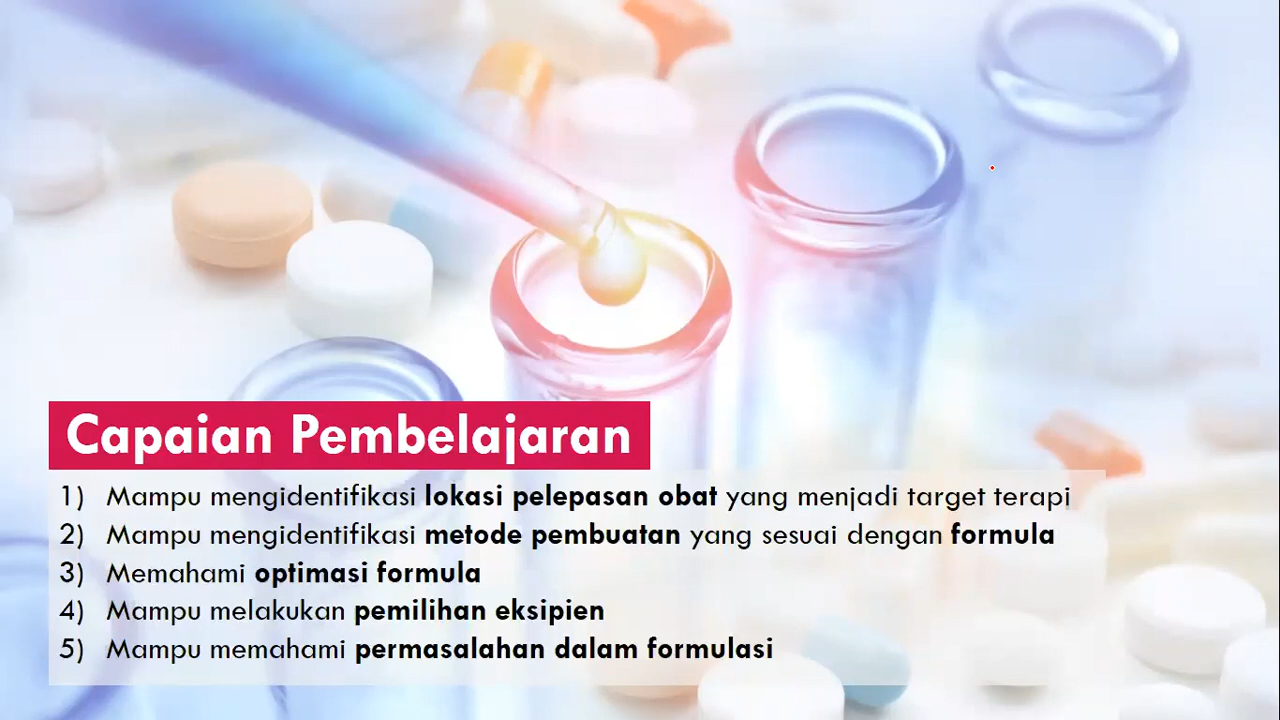 Capaian Pembelajaran
1) Mampu mengidentifikasi lokasi pelepasan obat yang menjadi target terapi
2) Mampu mengidentifikasi metode pembuatan yang sesuai dengan formula
3) Memahami optimasi formula
4) Mampu melakukan pemilihan eksipien
5) Mampu memahami permasalahan dalam formulasi